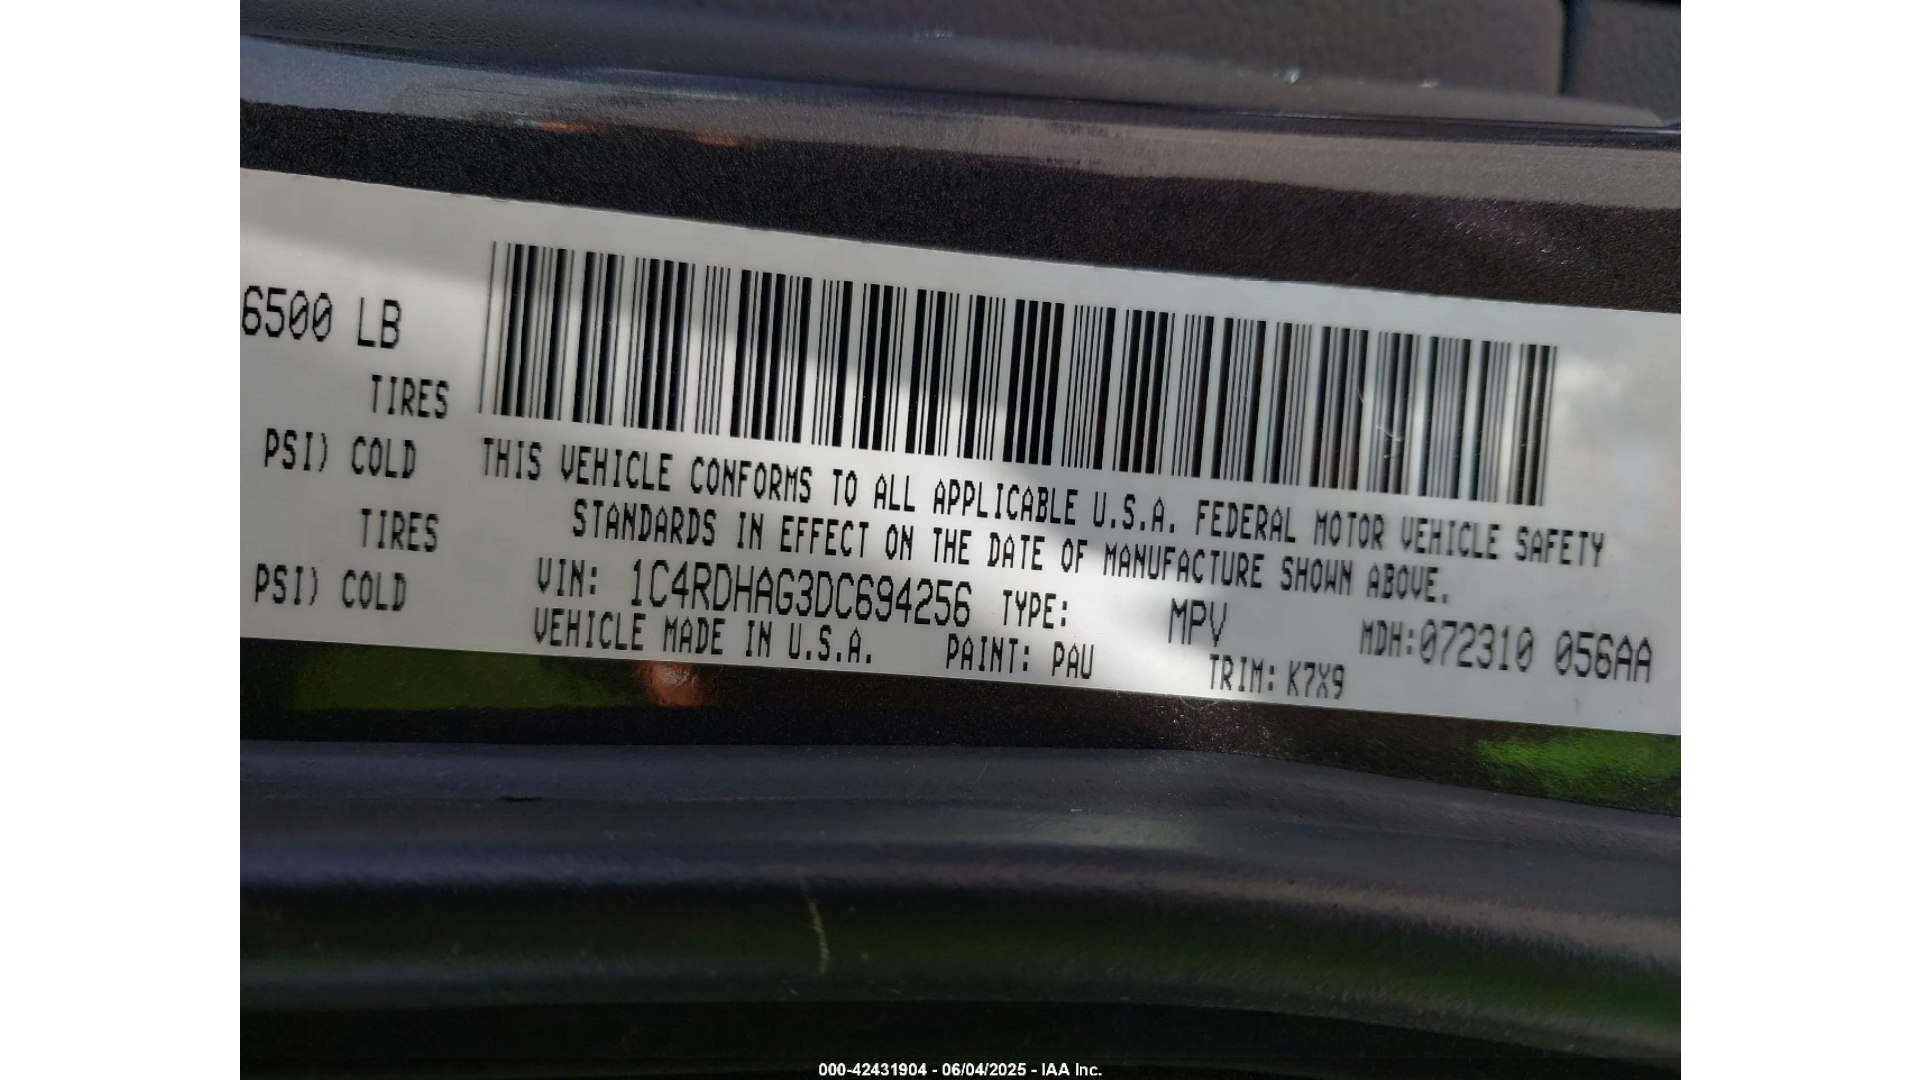 6500 LB
TIRES
PSI) COLD
TIRES
PSI) COLD
THIS VEHICLE CONFORMS TO ALL APPLICABLE U.S.A. FEDERAL MOTOR VEHICLE SAFETY
STANDARDS IN EFFECT ON THE DATE OF MANUFACTURE SHOWN ABOVE.
VIN: 1C4RDHAG3DC694256 TYPE: MPV MDH:072310 056AA
VEHICLE MADE IN U.S.A. PAINT: PAU TRIM: K7X9
000-42431904 - 06/04/2025 - IAA Inc.